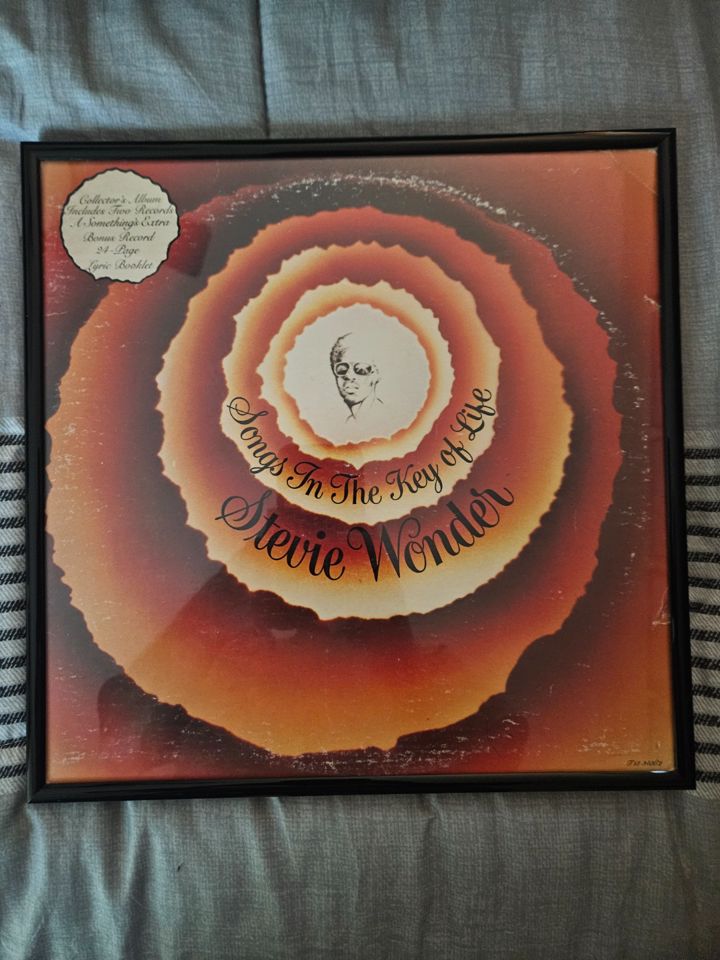 Collector's Album
Includes Two Records
A Something's Extra
Bonus Record
24-Page
Lyric Booklet
Songs In The Key of Life
Stevie Wonder